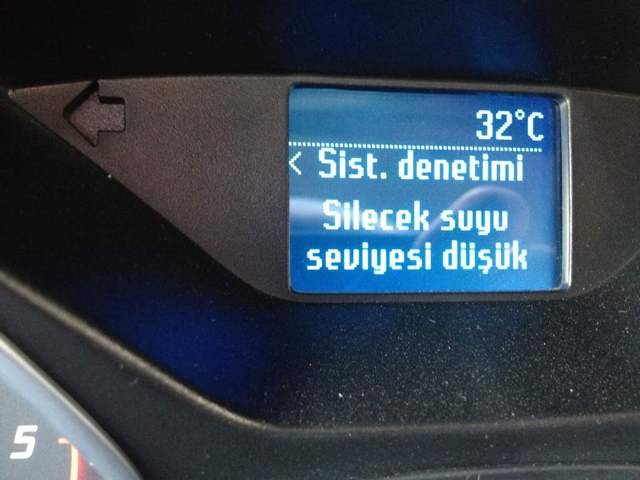 32°C
< Sist. denetimi
Silecek suyu
seviyesi düşük
5